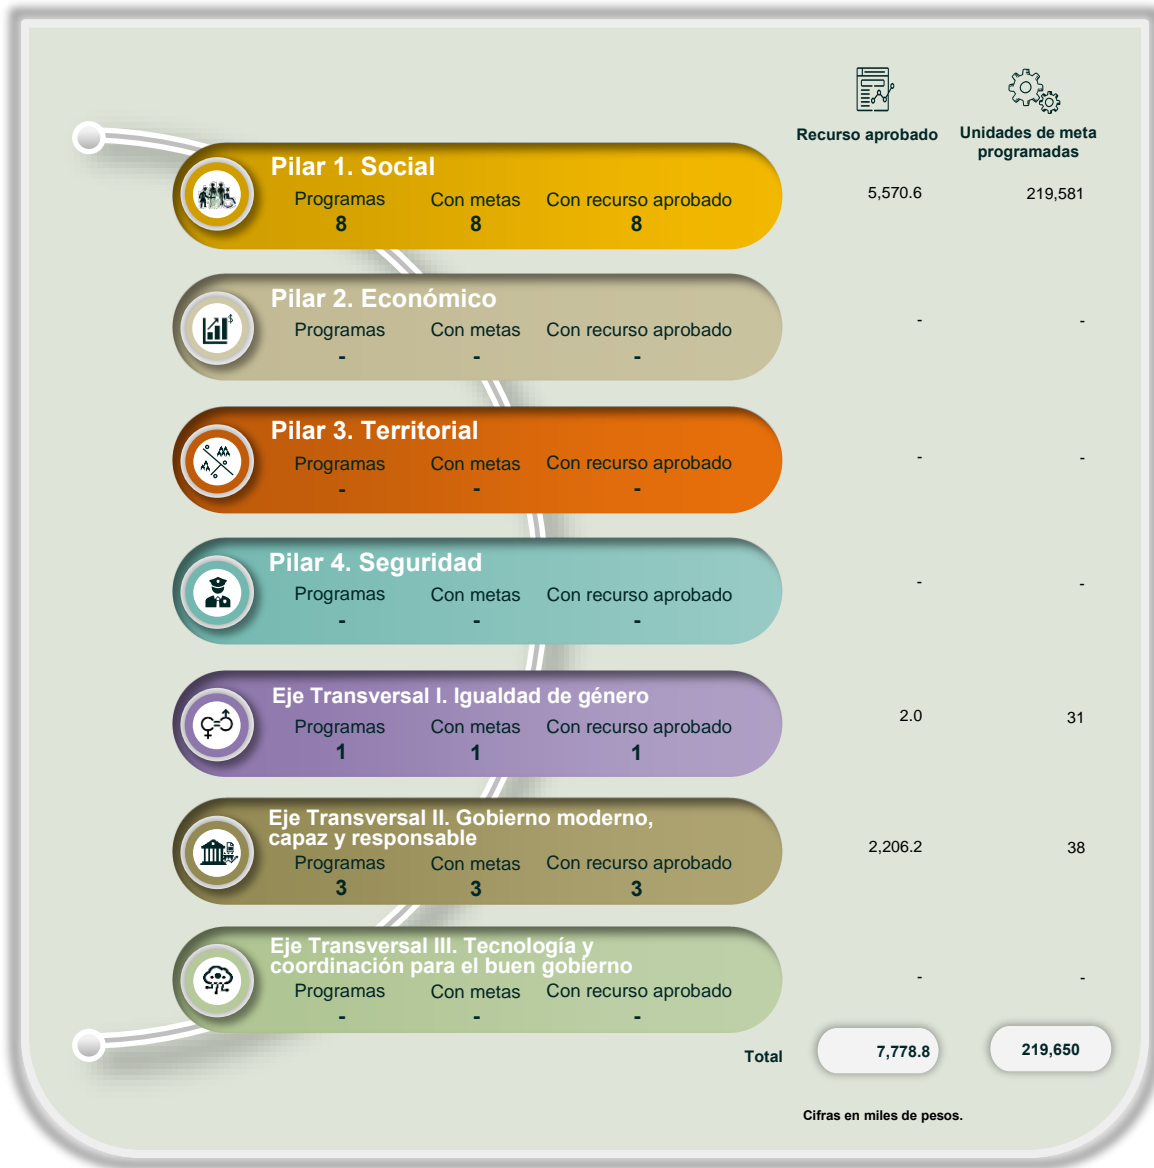 Recurso aprobado
Unidades de meta
programadas
Pilar 1. Social
Programas Con metas Con recurso aprobado
8 8 8
5,570.6 219,581
Pilar 2. Económico
Programas Con metas Con recurso aprobado
- - -
- -
Pilar 3. Territorial
Programas Con metas Con recurso aprobado
- - -
- -
Pilar 4. Seguridad
Programas Con metas Con recurso aprobado
- - -
- -
Eje Transversal I. Igualdad de género
Programas Con metas Con recurso aprobado
1 1 1
2.0 31
Eje Transversal II. Gobierno moderno,
capaz y responsable
Programas Con metas Con recurso aprobado
3 3 3
2,206.2 38
Eje Transversal III. Tecnología y
coordinación para el buen gobierno
Programas Con metas Con recurso aprobado
- - -
- -
Total 7,778.8 219,650
Cifras en miles de pesos.